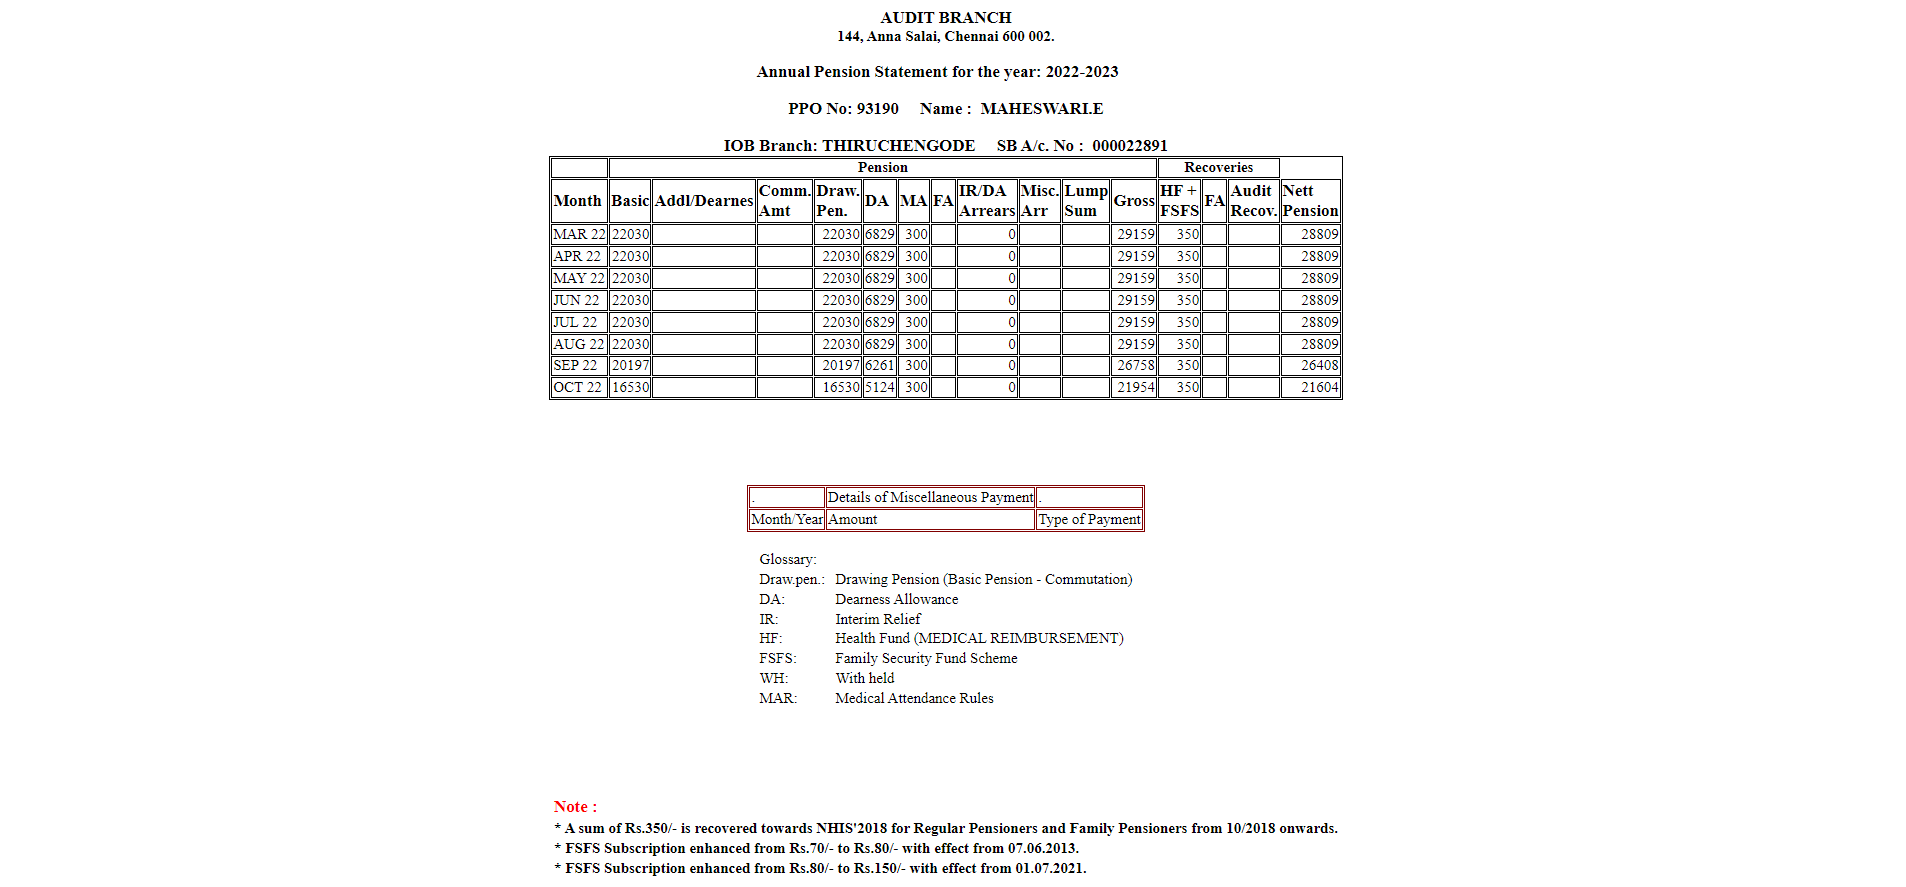 AUDIT BRANCH
144, Anna Salai, Chennai 600 002.
Annual Pension Statement for the year: 2022-2023
PPO No: 93190 Name : MAHESWARI.E
IOB Branch: THIRUCHENGODE SB A/c. No : 000022891
Pension Recoveries
Month Basic Addl/Dearnes Comm. Amt Draw. Pen. DA MA FA IR/DA Arrears Misc. Arr Lump Sum Gross HF + FSFS FA Audit Recov. Nett Pension
MAR 22 22030 22030 6829 300 0 29159 350 28809
APR 22 22030 22030 6829 300 0 29159 350 28809
MAY 22 22030 22030 6829 300 0 29159 350 28809
JUN 22 22030 22030 6829 300 0 29159 350 28809
JUL 22 22030 22030 6829 300 0 29159 350 28809
AUG 22 22030 22030 6829 300 0 29159 350 28809
SEP 22 20197 20197 6261 300 0 26758 350 26408
OCT 22 16530 16530 5124 300 0 21954 350 21604
. Details of Miscellaneous Payment .
Month/Year Amount Type of Payment
Glossary:
Draw.pen.: Drawing Pension (Basic Pension - Commutation)
DA: Dearness Allowance
IR: Interim Relief
HF: Health Fund (MEDICAL REIMBURSEMENT)
FSFS: Family Security Fund Scheme
WH: With held
MAR: Medical Attendance Rules
Note :
* A sum of Rs.350/- is recovered towards NHIS'2018 for Regular Pensioners and Family Pensioners from 10/2018 onwards.
* FSFS Subscription enhanced from Rs.70/- to Rs.80/- with effect from 07.06.2013.
* FSFS Subscription enhanced from Rs.80/- to Rs.150/- with effect from 01.07.2021.